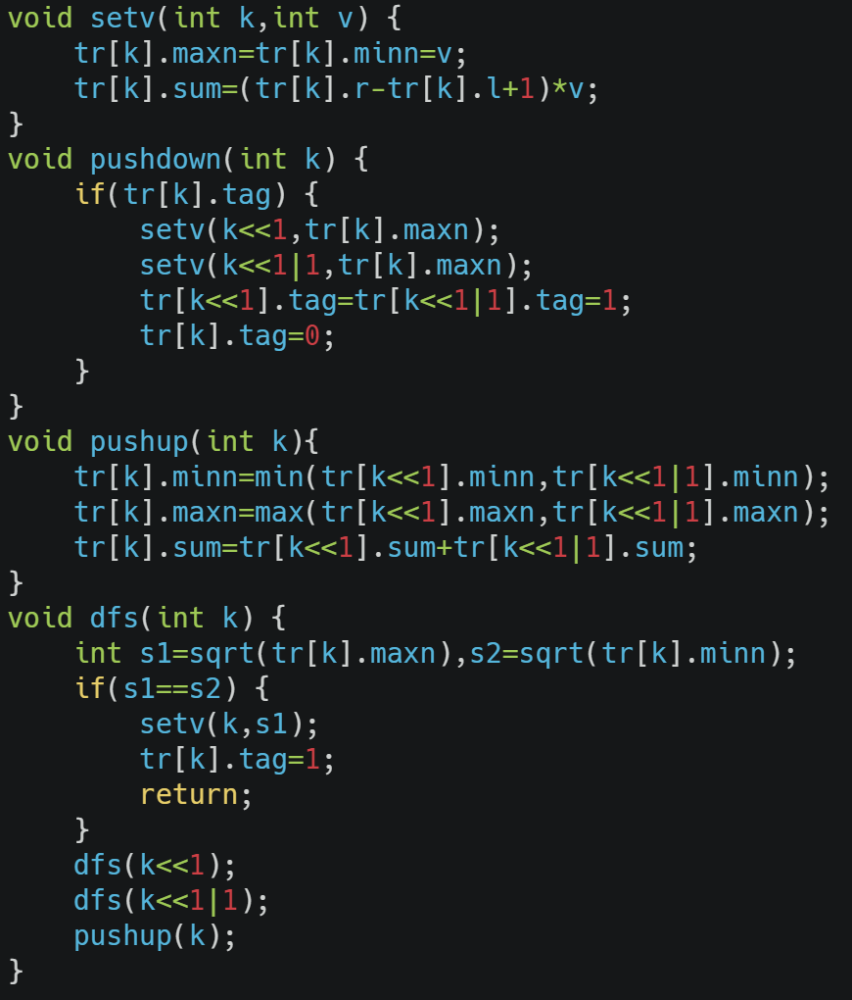 void setv(int k,int v) {
    tr[k].maxn=tr[k].minn=v;
    tr[k].sum=(tr[k].r-tr[k].l+1)*v;
}
void pushdown(int k) {
    if(tr[k].tag) {
        setv(k<<1,tr[k].maxn);
        setv(k<<1|1,tr[k].maxn);
        tr[k<<1].tag=tr[k<<1|1].tag=1;
        tr[k].tag=0;
    }
}
void pushup(int k){
    tr[k].minn=min(tr[k<<1].minn,tr[k<<1|1].minn);
    tr[k].maxn=max(tr[k<<1].maxn,tr[k<<1|1].maxn);
    tr[k].sum=tr[k<<1].sum+tr[k<<1|1].sum;
}
void dfs(int k) {
    int s1=sqrt(tr[k].maxn),s2=sqrt(tr[k].minn);
    if(s1==s2) {
        setv(k,s1);
        tr[k].tag=1;
        return;
    }
    dfs(k<<1);
    dfs(k<<1|1);
    pushup(k);
}